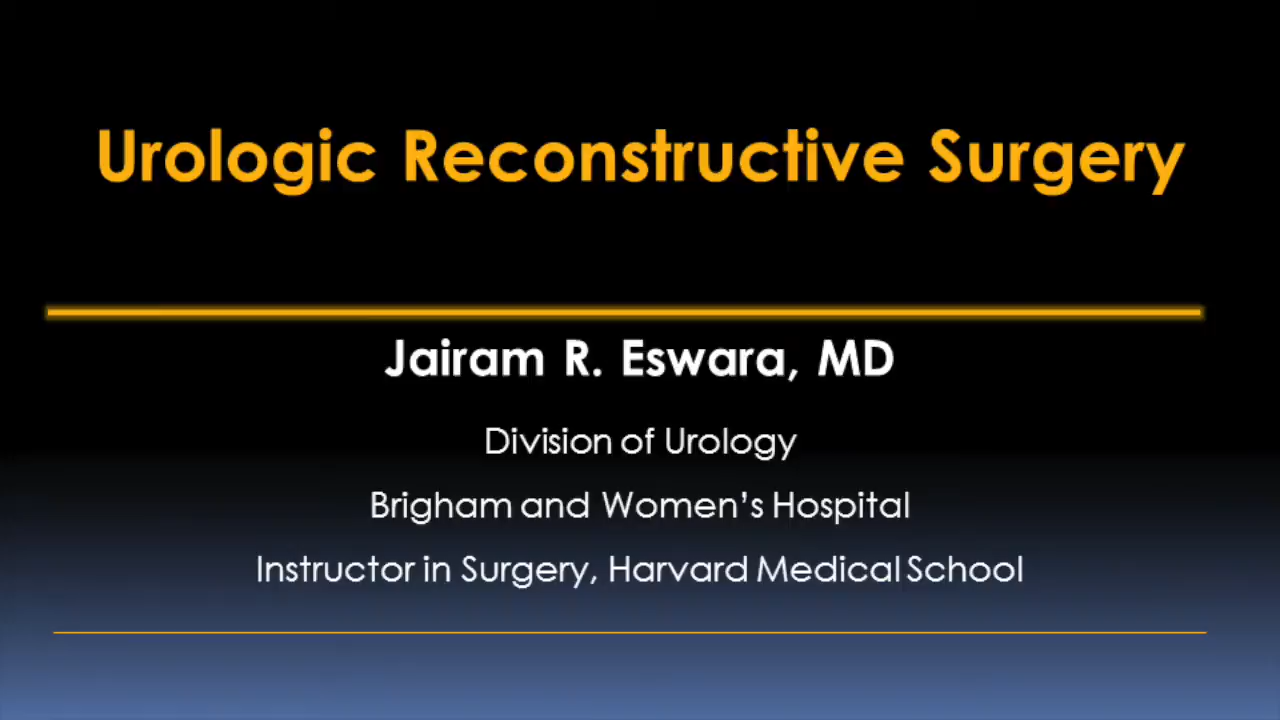 Urologic Reconstructive Surgery
Jairam R. Eswara, MD
Division of Urology
Brigham and Women’s Hospital
Instructor in Surgery, Harvard Medical School